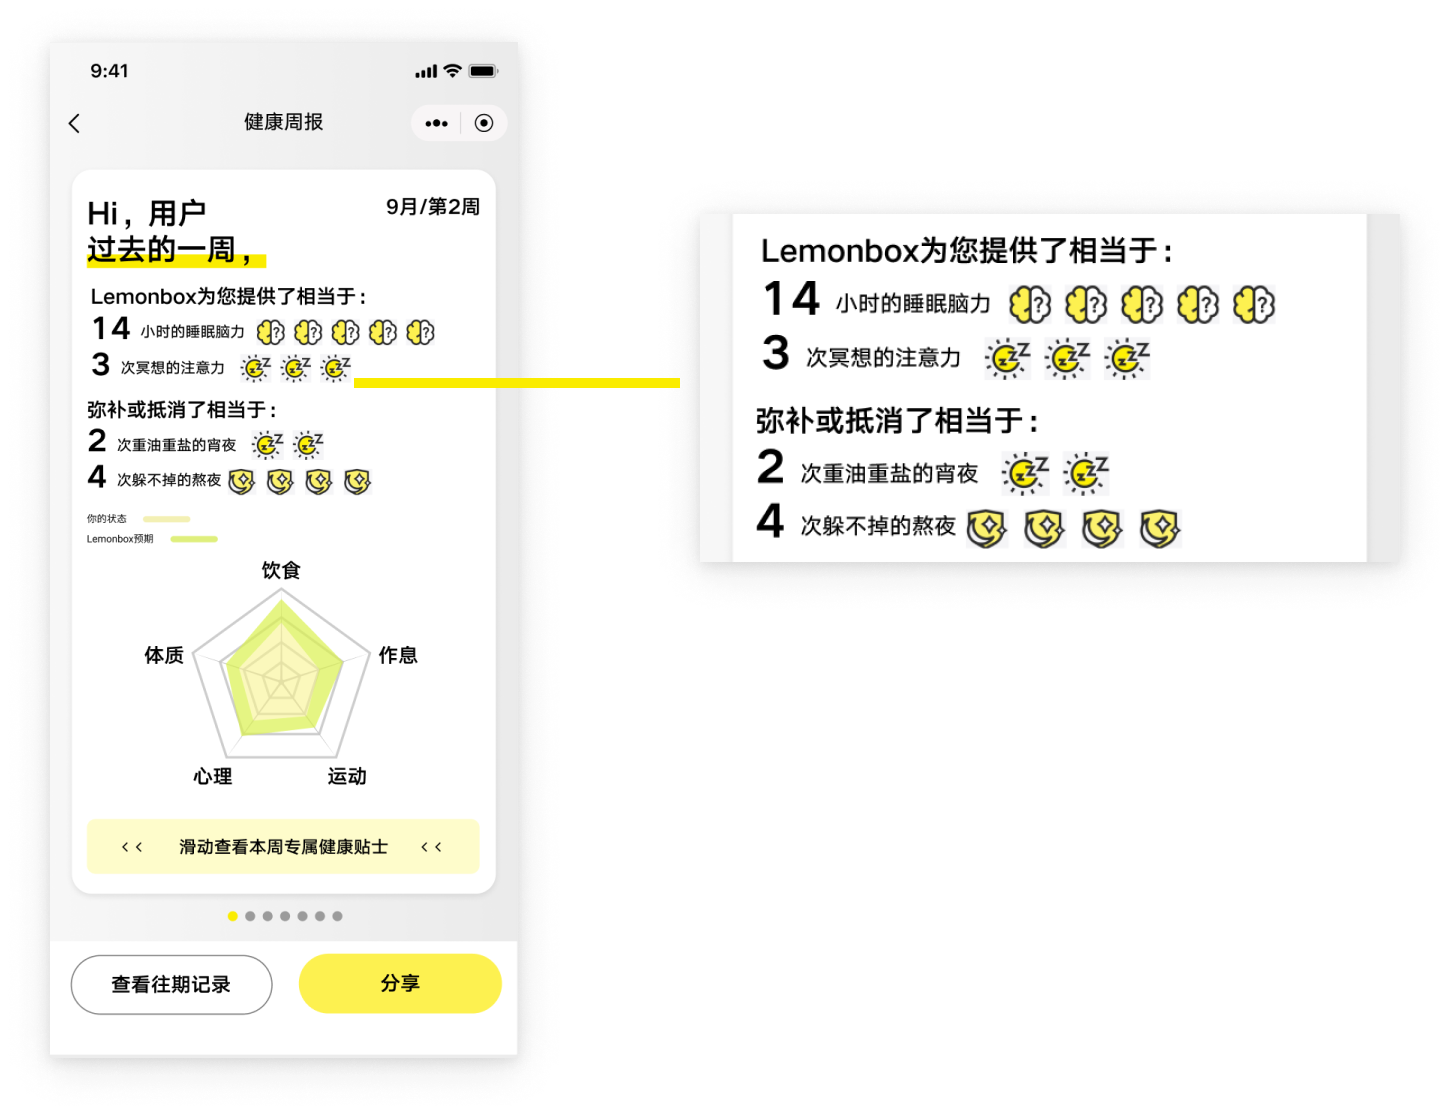 9:41
健康周报
Hi，用户
9月/第2周
过去的一周，
Lemonbox为您提供了相当于：
14 小时的睡眠脑力
3 次冥想的注意力
弥补或抵消了相当于：
2 次重油重盐的宵夜
4 次躲不掉的熬夜
你的状态
Lemonbox预期
饮食
体质
作息
心理
运动
滑动查看本周专属健康贴士
查看往期记录
分享
Lemonbox为您提供了相当于：
14 小时的睡眠脑力
3 次冥想的注意力
弥补或抵消了相当于：
2 次重油重盐的宵夜
4 次躲不掉的熬夜